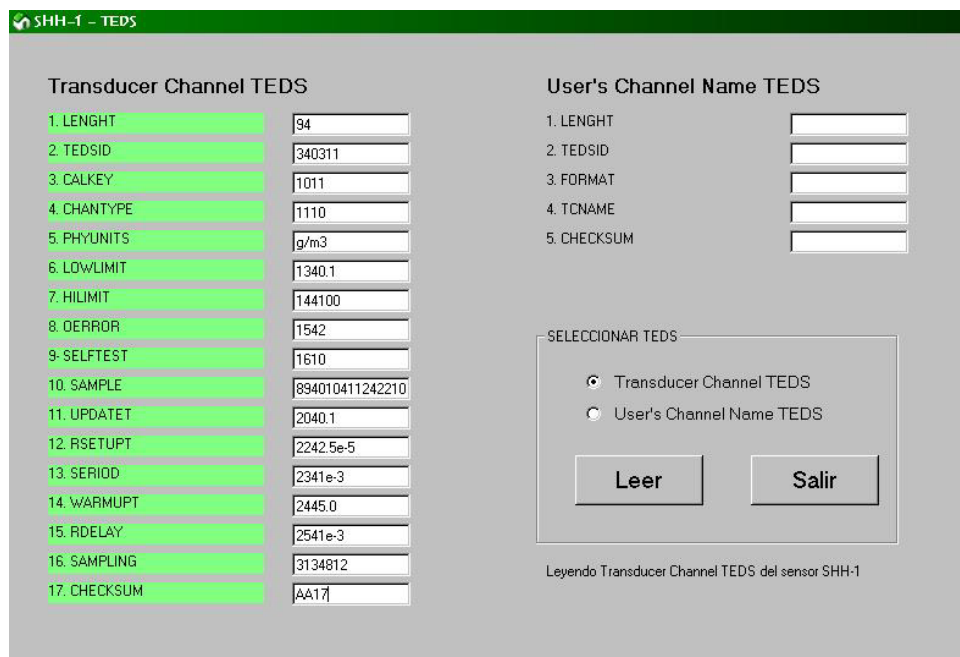 SHH-1 - TEDS
Transducer Channel TEDS
1. LENGHT 94
2. TEDSID 340311
3. CALKEY 1011
4. CHANTYPE 1110
5. PHYUNITS g/m3
6. LOWLIMIT 1340.1
7. HILIMIT 144100
8. OERROR 1542
9- SELFTEST 1610
10. SAMPLE 894010411242210
11. UPDATET 2040.1
12. RSETUPT 2242.5e-5
13. SERIOD 2341e-3
14. WARMUPT 2445.0
15. RDELAY 2541e-3
16. SAMPLING 3134812
17. CHECKSUM AA17
User's Channel Name TEDS
1. LENGHT
2. TEDSID
3. FORMAT
4. TCNAME
5. CHECKSUM
SELECCIONAR TEDS
Transducer Channel TEDS
User's Channel Name TEDS
Leer Salir
Leyendo Transducer Channel TEDS del sensor SHH-1